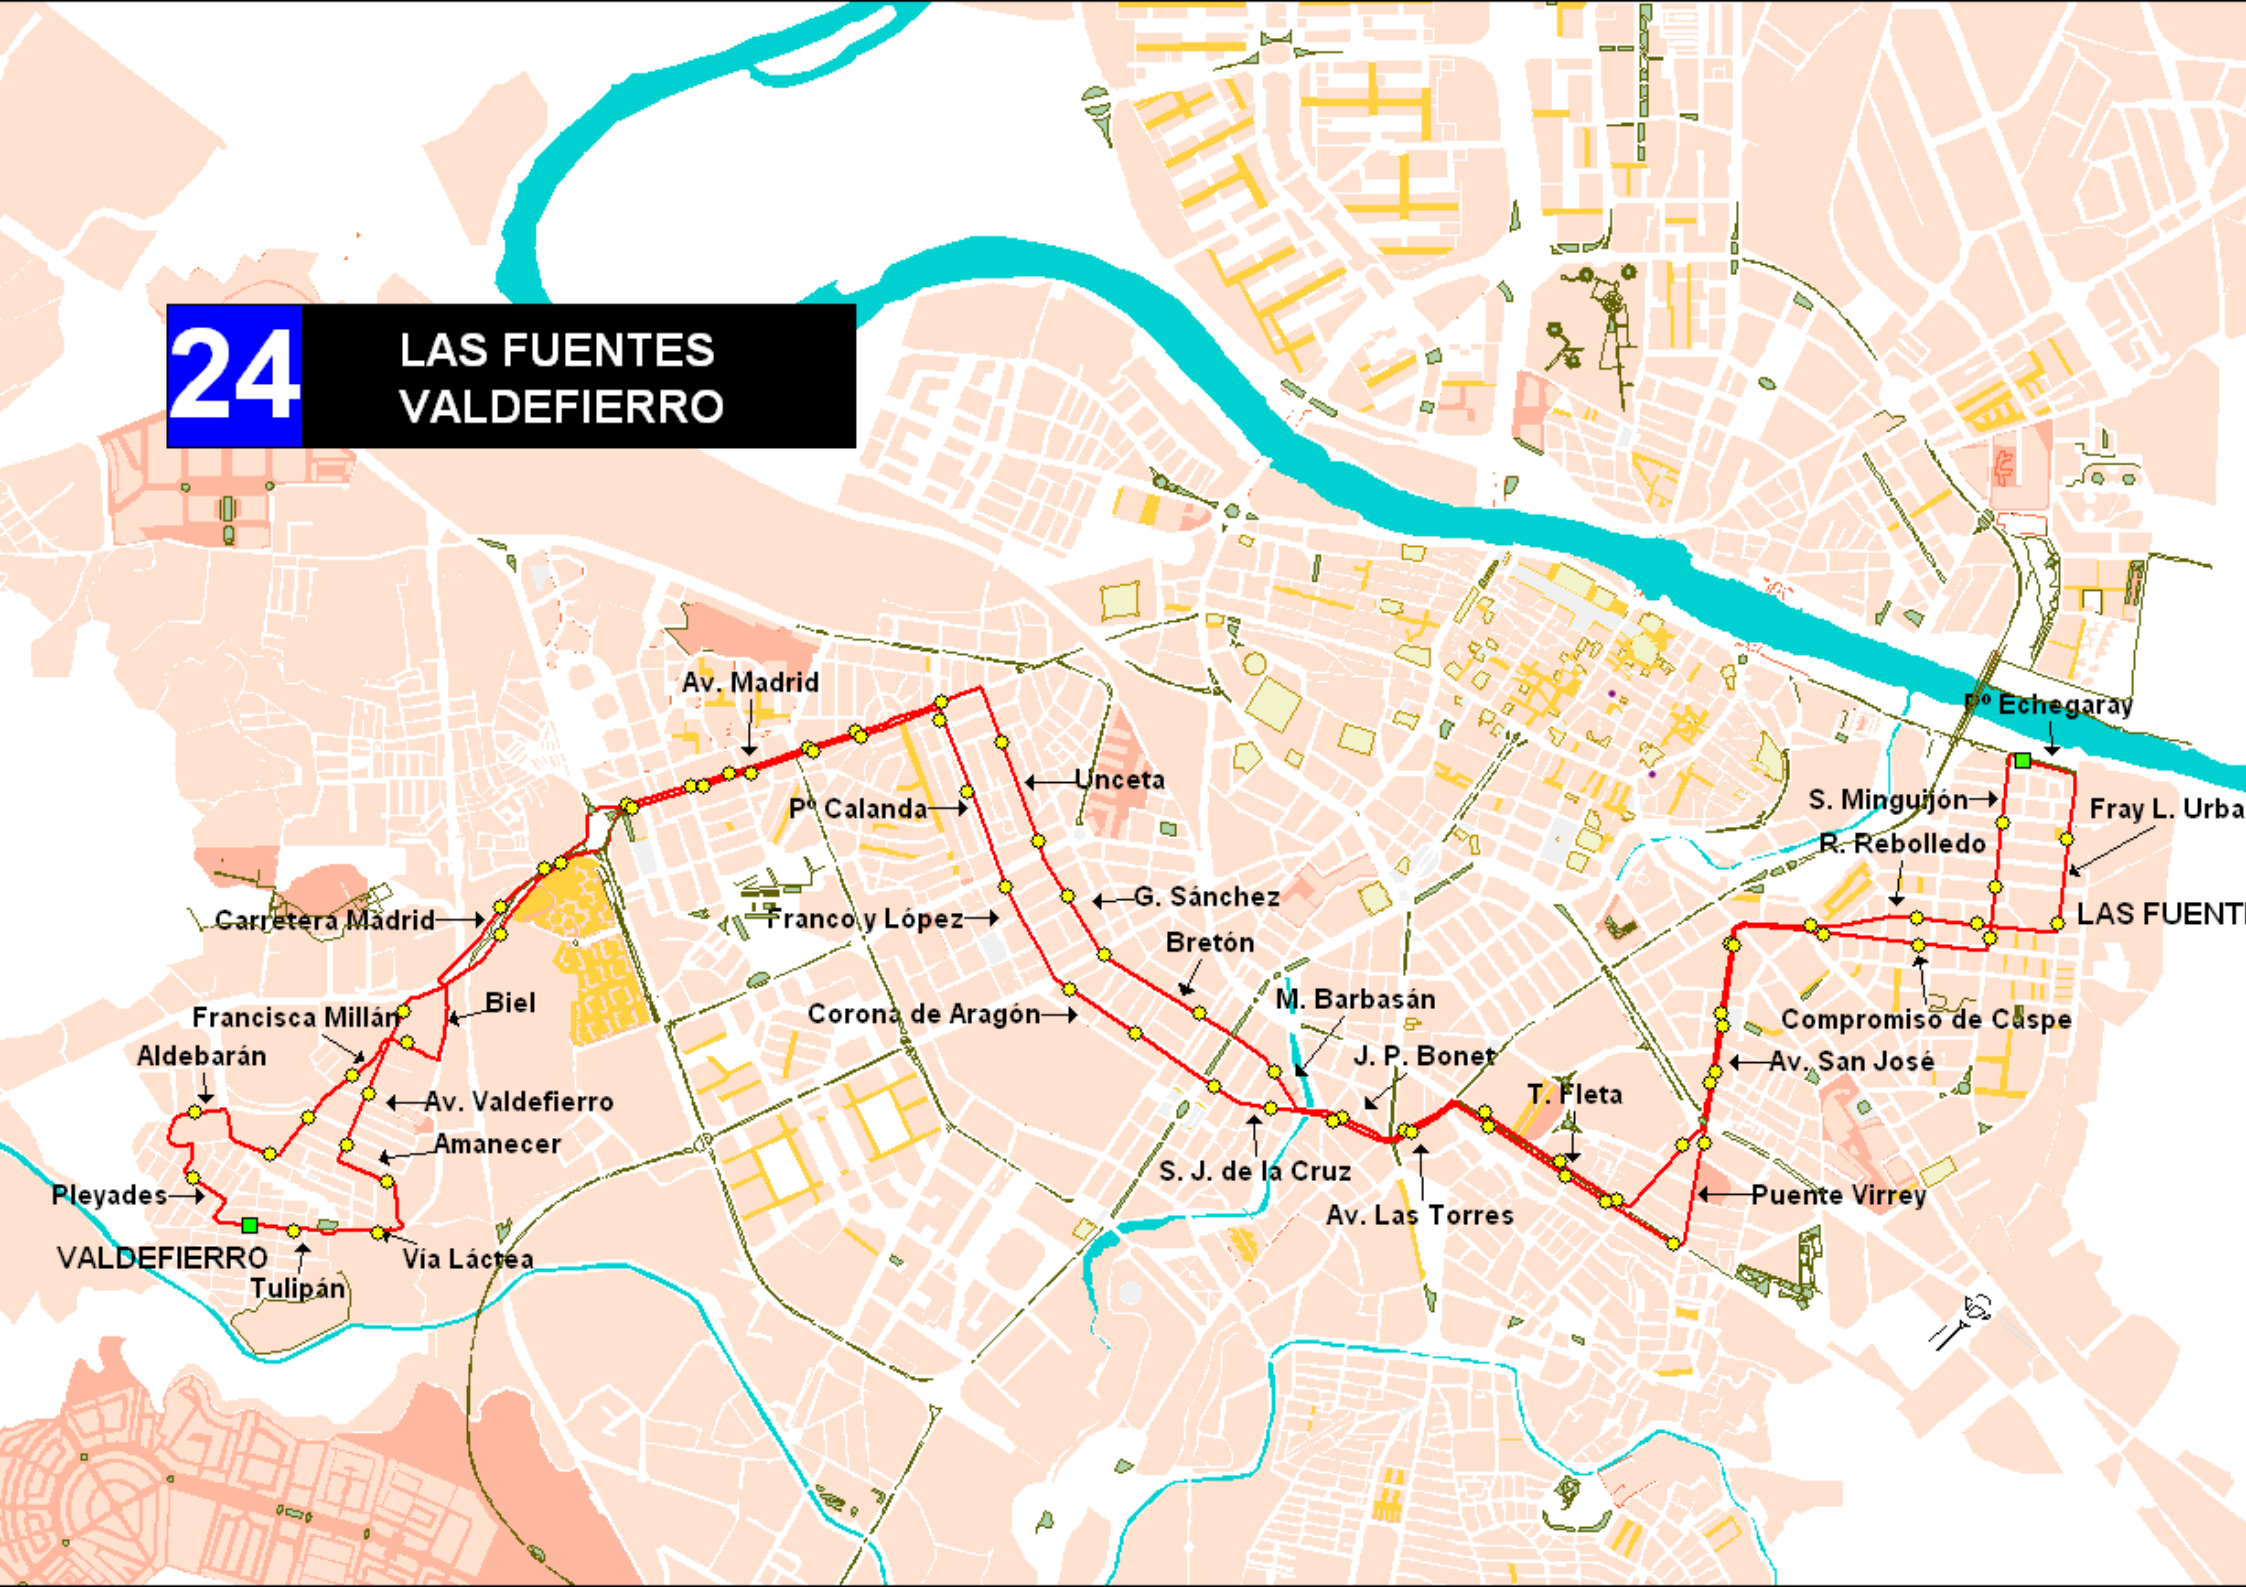 24
LAS FUENTES
VALDEFIERRO
Av. Madrid
Pº Echegaray
Unceta
Pº Calanda
S. Minguijón
Fray L. Urba
R. Rebolledo
G. Sánchez
Franco y López
Carretera Madrid
LAS FUENT
Bretón
Biel
M. Barbasán
Francisca Millán
Corona de Aragón
Compromiso de Caspe
Aldebarán
J. P. Bonet
Av. San José
Av. Valdefierro
T. Fleta
Amanecer
S. J. de la Cruz
Pleyades
Puente Virrey
Av. Las Torres
VALDEFIERRO
Vía Láctea
Tulipán